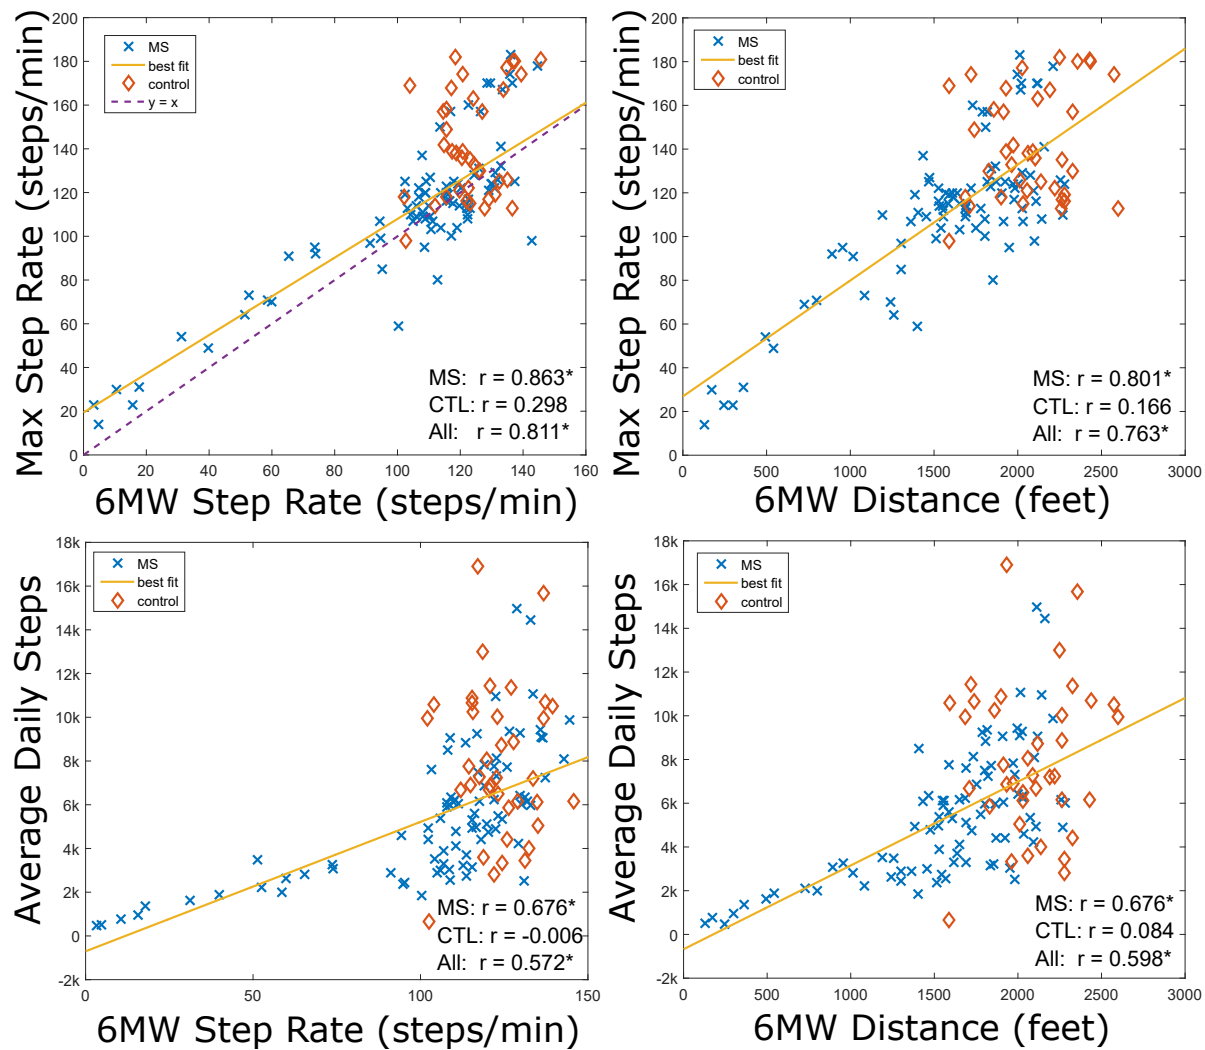 Max Step Rate (steps/min)
200
180
160
140
120
100
80
60
40
20
0
MS
best fit
control
y = x
MS: r = 0.863*
CTL: r = 0.298
All: r = 0.811*
0 20 40 60 80 100 120 140 160
6MW Step Rate (steps/min)
Max Step Rate (steps/min)
200
180
160
140
120
100
80
60
40
20
0
MS
best fit
control
MS: r = 0.801*
CTL: r = 0.166
All: r = 0.763*
0 500 1000 1500 2000 2500 3000
6MW Distance (feet)
Average Daily Steps
18k
16k
14k
12k
10k
8k
6k
4k
2k
0
-2k
MS
best fit
control
MS: r = 0.676*
CTL: r = -0.006
All: r = 0.572*
0 50 100 150
6MW Step Rate (steps/min)
Average Daily Steps
18k
16k
14k
12k
10k
8k
6k
4k
2k
0
-2k
MS
best fit
control
MS: r = 0.676*
CTL: r = 0.084
All: r = 0.598*
0 500 1000 1500 2000 2500 3000
6MW Distance (feet)